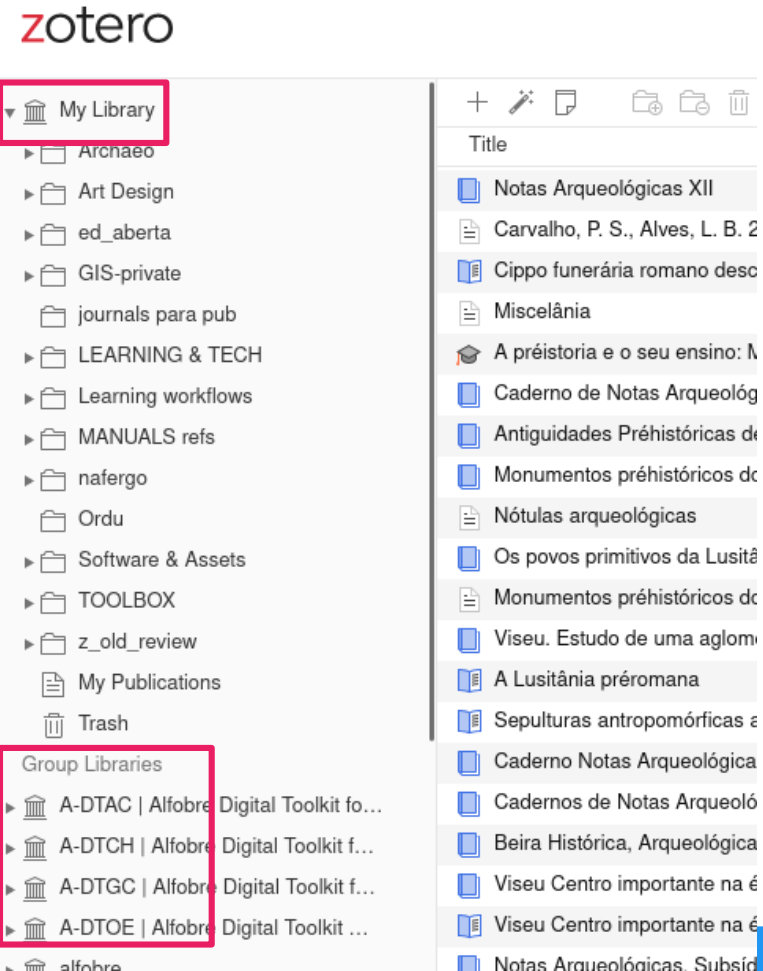 zotero
My Library
Archaeo
Art Design
ed_aberta
GIS-private
journals para pub
LEARNING & TECH
Learning workflows
MANUALS refs
nafergo
Ordu
Software & Assets
TOOLBOX
z_old_review
My Publications
Trash
Group Libraries
A-DTAC | Alfobre Digital Toolkit fo...
A-DTCH | Alfobre Digital Toolkit f...
A-DTGC | Alfobre Digital Toolkit f...
A-DTOE | Alfobre Digital Toolkit ...
alfobre
Title
Notas Arqueológicas XII
Carvalho, P. S., Alves, L. B. 2
Cippo funerária romano desc
Miscelânia
A préistoria e o seu ensino: M
Caderno de Notas Arqueológ
Antiguidades Préhistóricas de
Monumentos préhistóricos do
Nótulas arqueológicas
Os povos primitivos da Lusitâ
Monumentos préhistóricos do
Viseu. Estudo de uma aglome
A Lusitânia préromana
Sepulturas antropomórficas a
Caderno Notas Arqueológica
Cadernos de Notas Arqueoló
Beira Histórica, Arqueológica
Viseu Centro importante na é
Viseu Centro importante na é
Notas Arqueológicas. Subsíd